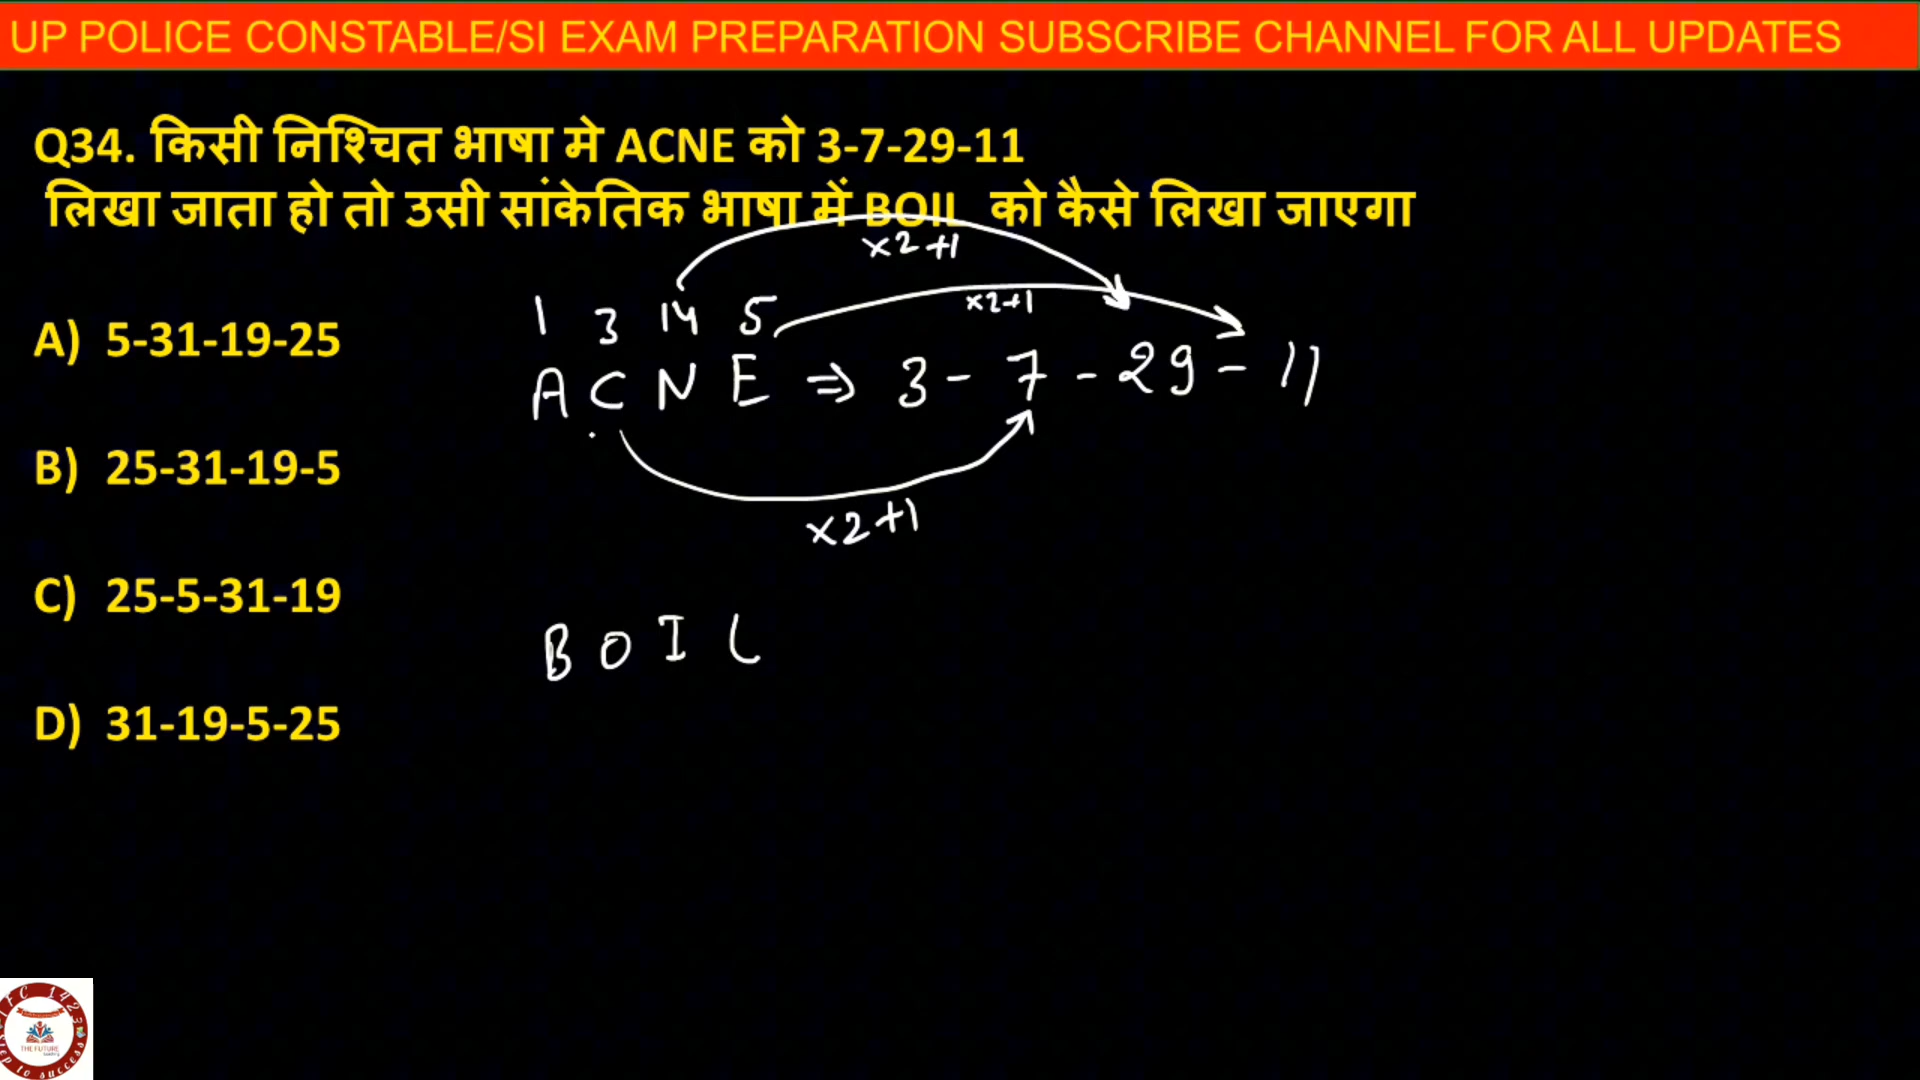 UP POLICE CONSTABLE/SI EXAM PREPARATION SUBSCRIBE CHANNEL FOR ALL UPDATES
Q34. किसी निश्चित भाषा मे ACNE को 3-7-29-11
लिखा जाता हो तो उसी सांकेतिक भाषा में BOIL को कैसे लिखा जाएगा
×2+1
1 3 14 5 ×2+1
A) 5-31-19-25
A C N E ⇒ 3 - 7 - 29 - 11
B) 25-31-19-5
×2+1
C) 25-5-31-19
B O I L
D) 31-19-5-25
THE FUTURE